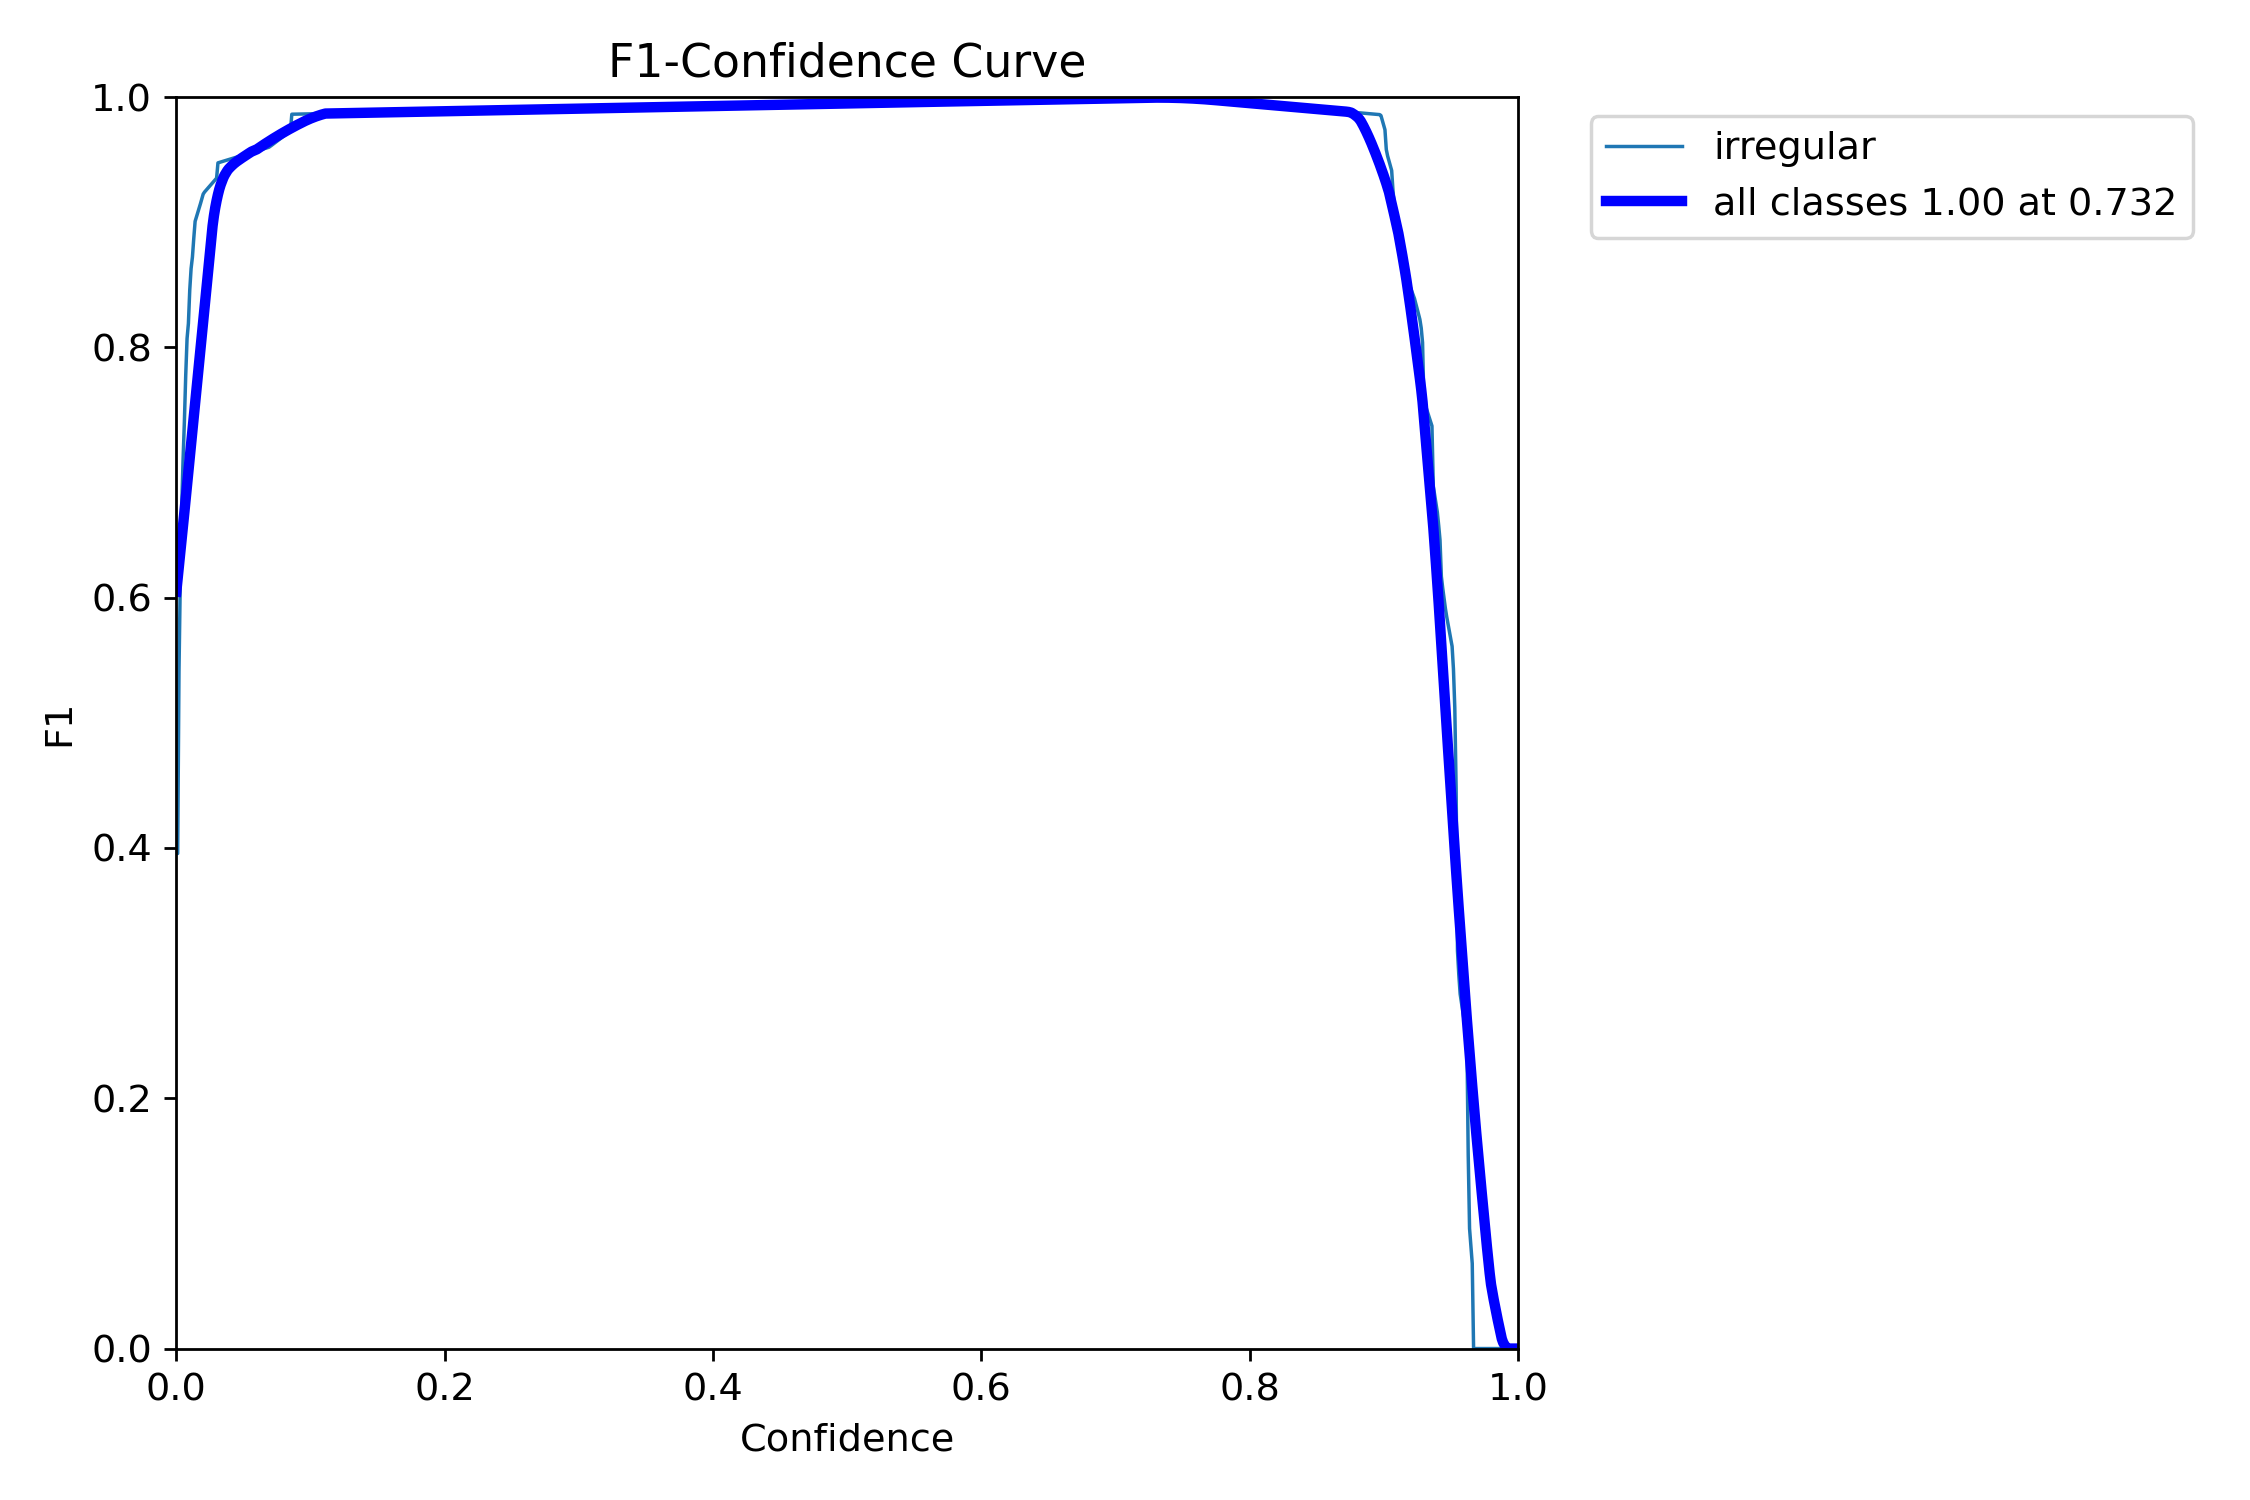 F1-Confidence Curve
irregular
all classes 1.00 at 0.732
F1
1.0
0.8
0.6
0.4
0.2
0.0
0.0 0.2 0.4 0.6 0.8 1.0
Confidence